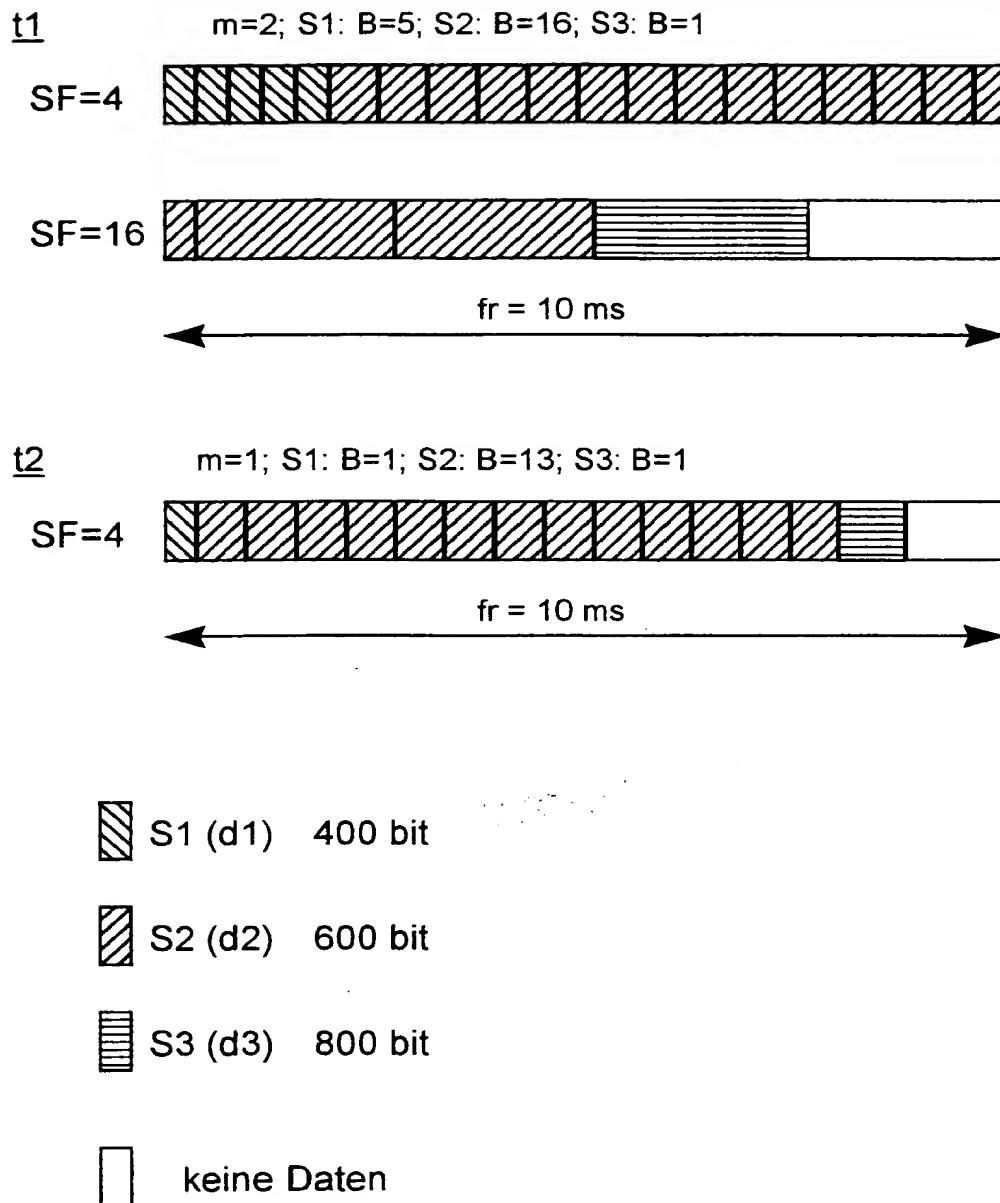 t1
m=2; S1: B=5; S2: B=16; S3: B=1
SF=4
SF=16
fr = 10 ms
t2
m=1; S1: B=1; S2: B=13; S3: B=1
SF=4
fr = 10 ms
S1 (d1) 400 bit
S2 (d2) 600 bit
S3 (d3) 800 bit
keine Daten